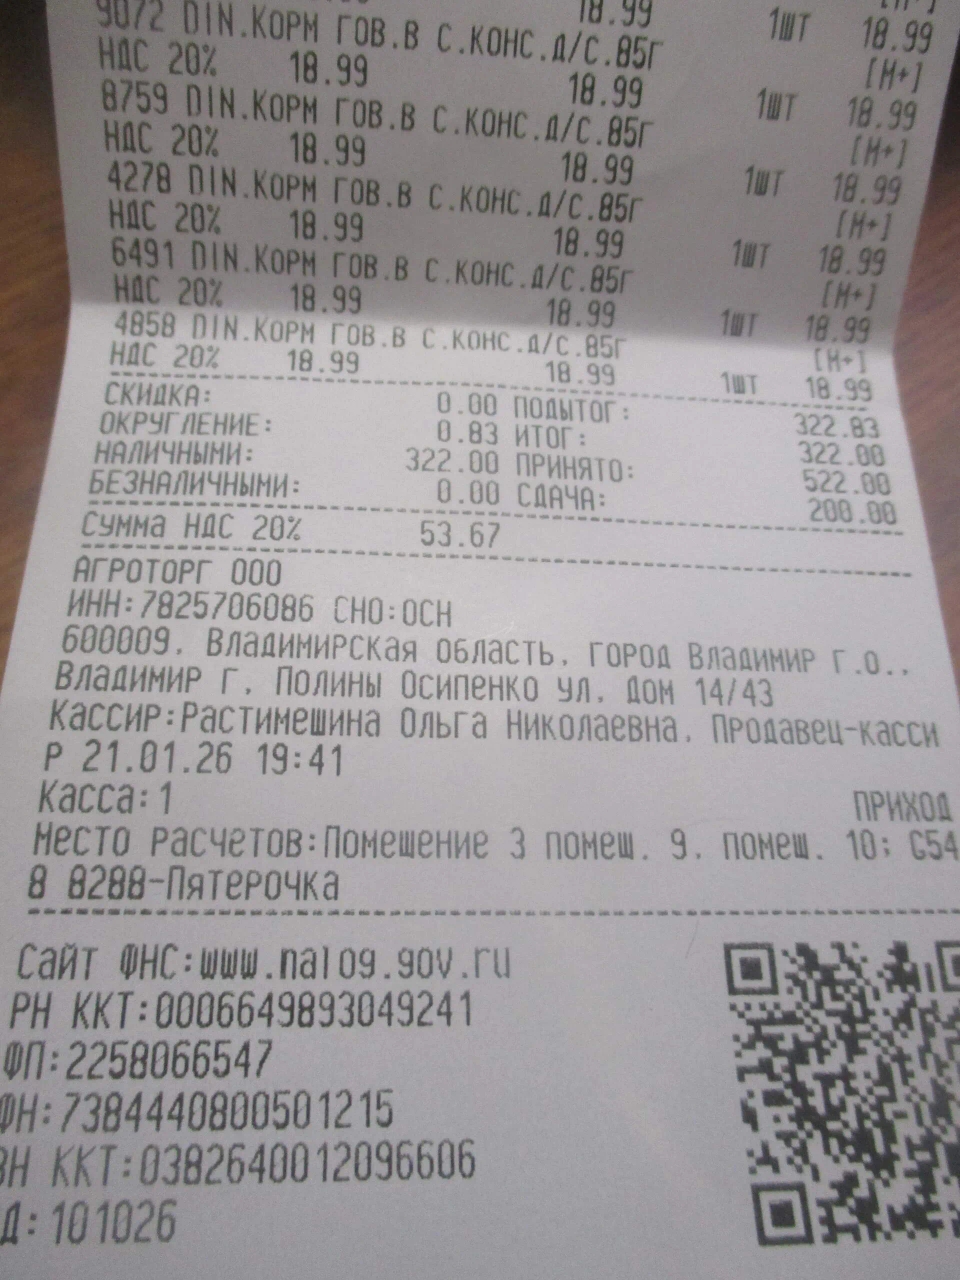 18.99 1шт 18.99
9072 DIN.КОРМ ГОВ.В С.КОНС.Д/С.85Г [М+]
НДС 20% 18.99 18.99 1шт 18.99
8759 DIN.КОРМ ГОВ.В С.КОНС.Д/С.85Г [М+]
НДС 20% 18.99 18.99 1шт 18.99
4278 DIN.КОРМ ГОВ.В С.КОНС.Д/С.85Г [М+]
НДС 20% 18.99 18.99 1шт 18.99
6491 DIN.КОРМ ГОВ.В С.КОНС.Д/С.85Г [М+]
НДС 20% 18.99 18.99 1шт 18.99
4858 DIN.КОРМ ГОВ.В С.КОНС.Д/С.85Г [М+]
НДС 20% 18.99 18.99 1шт 18.99
СКИДКА: 0.00 ПОДЫТОГ: 322.83
ОКРУГЛЕНИЕ: 0.83 ИТОГ: 322.00
НАЛИЧНЫМИ: 322.00 ПРИНЯТО: 522.00
БЕЗНАЛИЧНЫМИ: 0.00 СДАЧА: 200.00
Сумма НДС 20% 53.67
АГРОТОРГ ООО
ИНН:7825706086 СНО:ОСН
600009, Владимирская область, город Владимир г.о.,
Владимир г, Полины Осипенко ул, дом 14/43
Кассир:Растимешина Ольга Николаевна, Продавец-касси
р 21.01.26 19:41
Касса:1 ПРИХОД
Место расчетов:Помещение 3 помещ. 9, помещ. 10; G54
8 8288-Пятерочка
Сайт ФНС:www.nalog.gov.ru
РН ККТ:0006649893049241
ФП:2258066547
ФН:7384440800501215
ЗН ККТ:0382640012096606
Д:101026